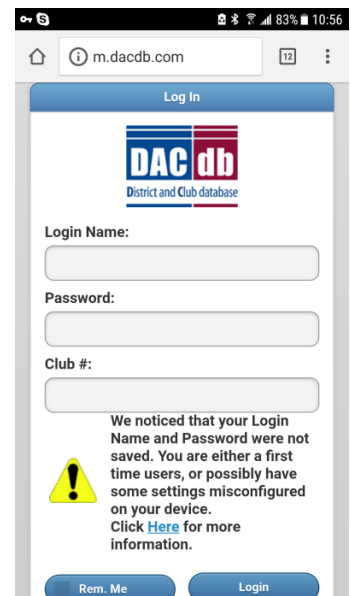 83% 10:56
m.dacdb.com 12
Log In
DAC db
District and Club database
Login Name:
Password:
Club #:
We noticed that your Login
Name and Password were not
saved. You are either a first
time users, or possibly have
some settings misconfigured
on your device.
Click Here for more
information.
Rem. Me Login